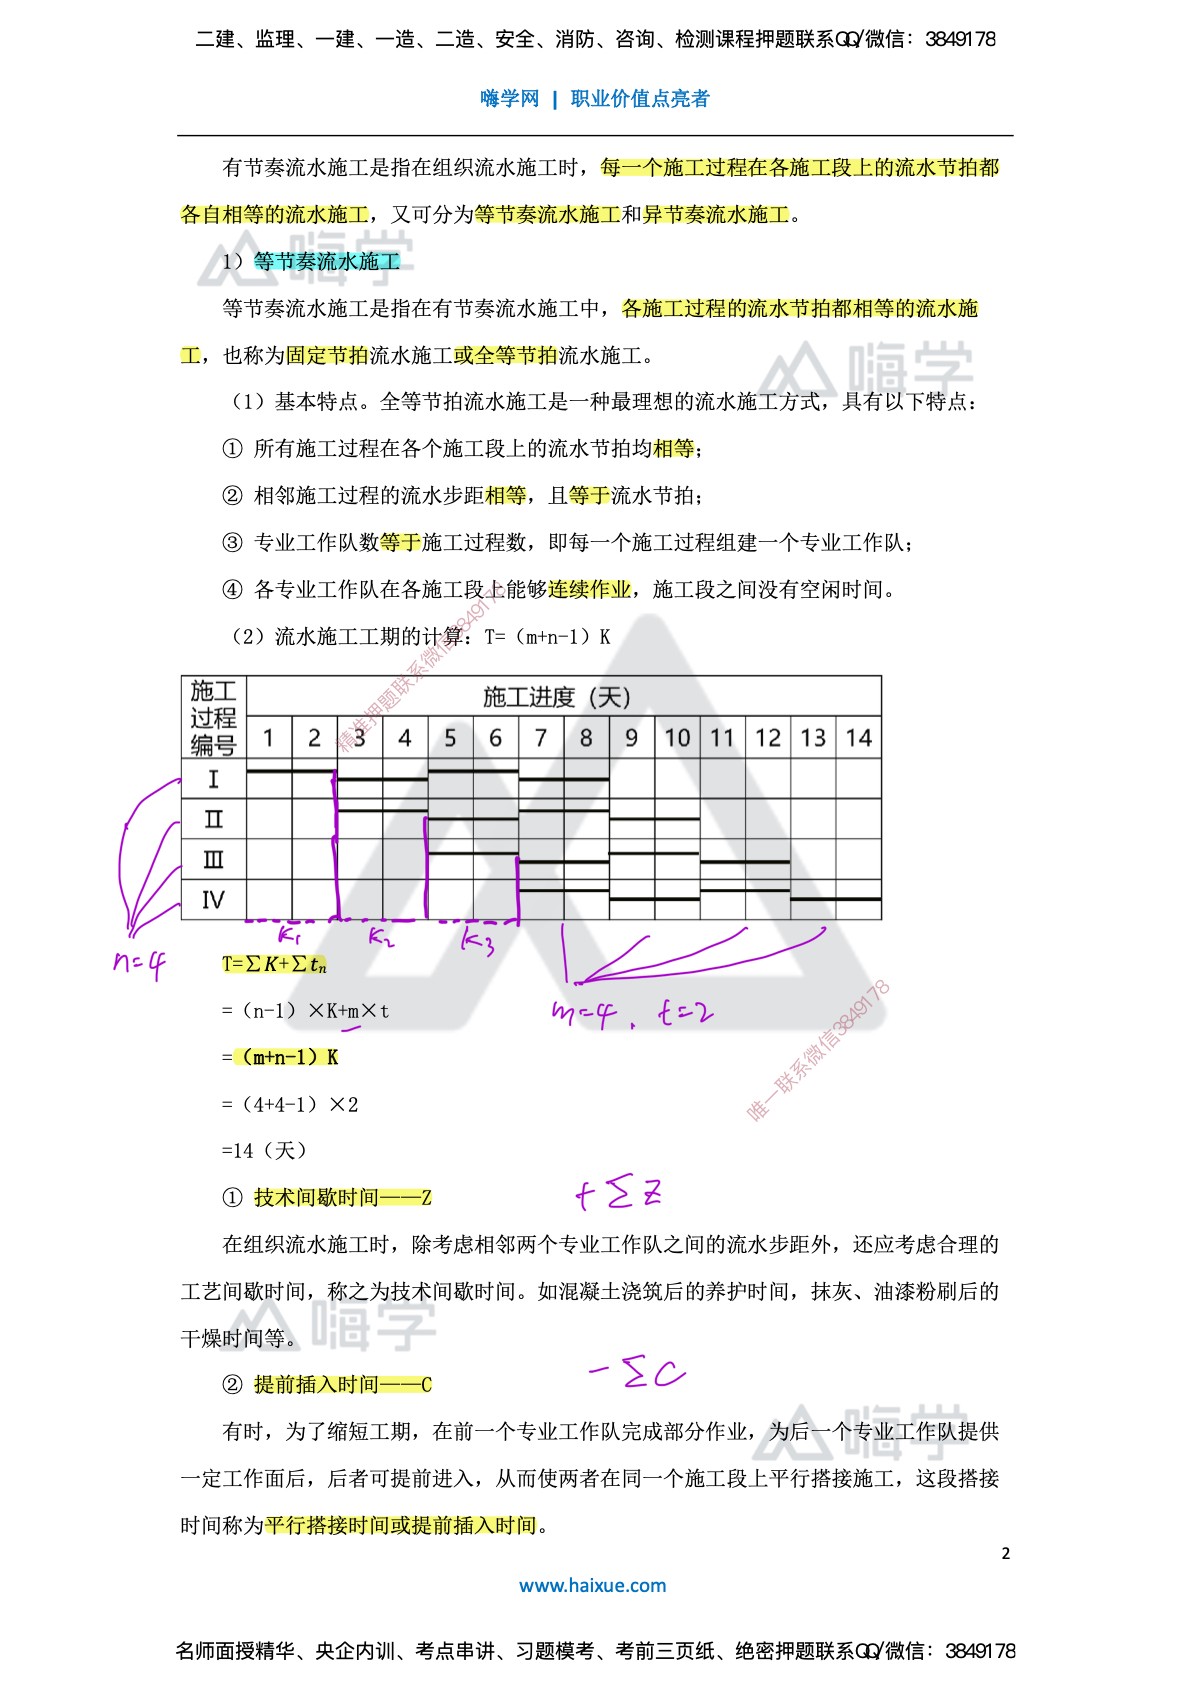 二建、监理、一建、一造、二造、安全、消防、咨询、检测课程押题联系QQ/微信：3849178
嗨学网 | 职业价值点亮者
有节奏流水施工是指在组织流水施工时，每一个施工过程在各施工段上的流水节拍都
各自相等的流水施工，又可分为等节奏流水施工和异节奏流水施工。
嗨学
1）等节奏流水施工
等节奏流水施工是指在有节奏流水施工中，各施工过程的流水节拍都相等的流水施
工，也称为固定节拍流水施工或全等节拍流水施工。
嗨学
（1）基本特点。全等节拍流水施工是一种最理想的流水施工方式，具有以下特点：
① 所有施工过程在各个施工段上的流水节拍均相等；
② 相邻施工过程的流水步距相等，且等于流水节拍；
③ 专业工作队数等于施工过程数，即每一个施工过程组建一个专业工作队；
④ 各专业工作队在各施工段上能够连续作业，施工段之间没有空闲时间。
（2）流水施工工期的计算：T=（m+n-1）K
精准押题联系微信3849178
施工过程编号 施工进度（天）
1 2 3 4 5 6 7 8 9 10 11 12 13 14
I
II
III
IV
K₁ K₂ K₃
n=4
T=∑K+∑tₙ
=（n-1）×K+m×t
m=4, t=2
=（m+n-1）K
唯一联系微信3849178
=（4+4-1）×2
=14（天）
① 技术间歇时间——Z
+∑Z
在组织流水施工时，除考虑相邻两个专业工作队之间的流水步距外，还应考虑合理的
工艺间歇时间，称之为技术间歇时间。如混凝土浇筑后的养护时间，抹灰、油漆粉刷后的
干燥时间等。
嗨学
② 提前插入时间——C
-∑C
有时，为了缩短工期，在前一个专业工作队完成部分作业，为后一个专业工作队提供
嗨学
一定工作面后，后者可提前进入，从而使两者在同一个施工段上平行搭接施工，这段搭接
时间称为平行搭接时间或提前插入时间。
2
www.haixue.com
名师面授精华、央企内训、考点串讲、习题模考、考前三页纸、绝密押题联系QQ/微信：3849178